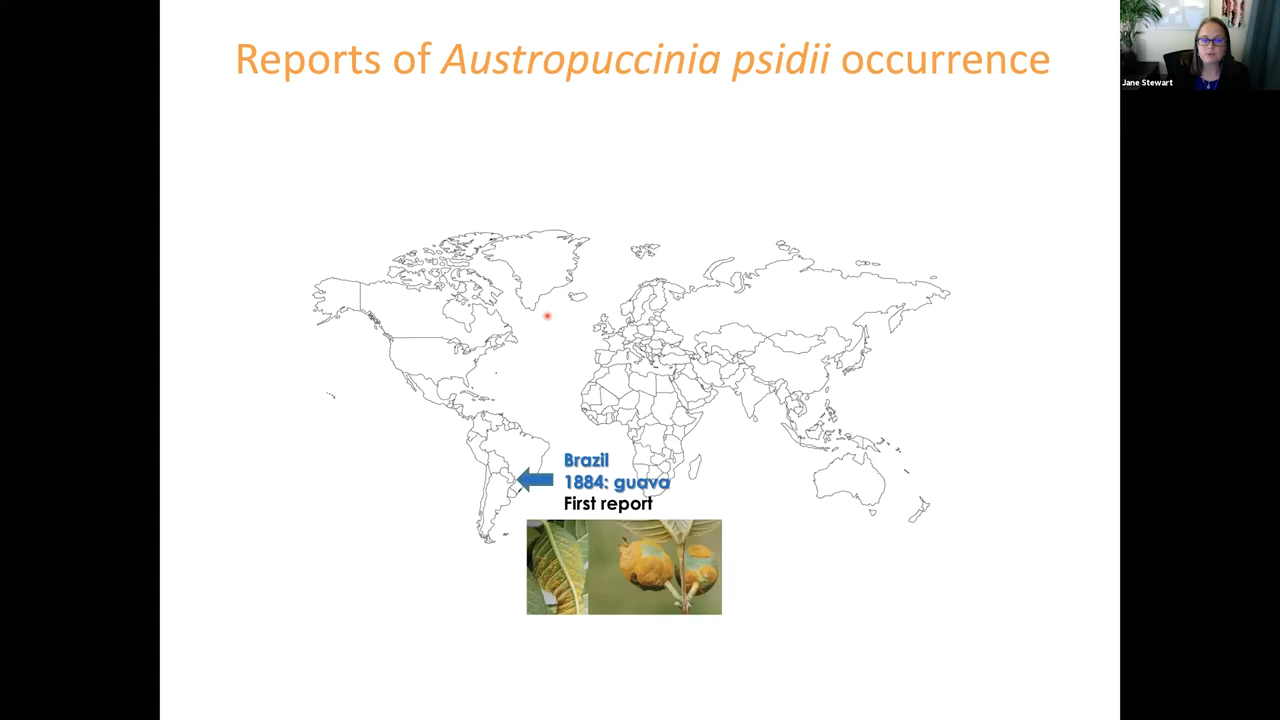 Reports of Austropuccinia psidii occurrence
Jane Stewart
Brazil
1884: guava
First report